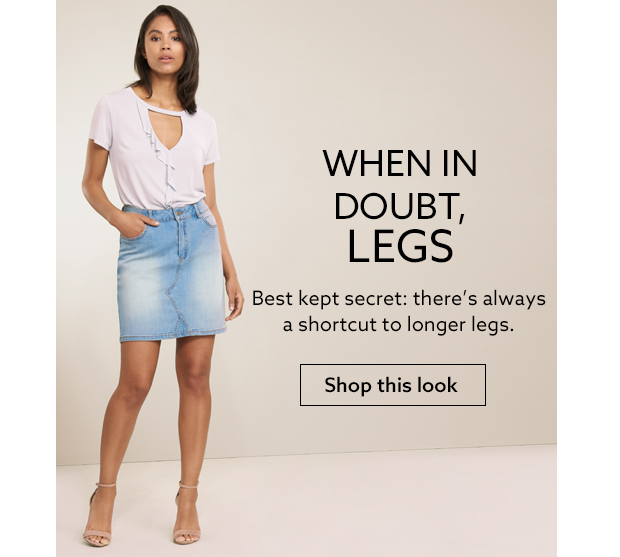 WHEN IN
DOUBT,
LEGS
Best kept secret: there’s always
a shortcut to longer legs.
Shop this look